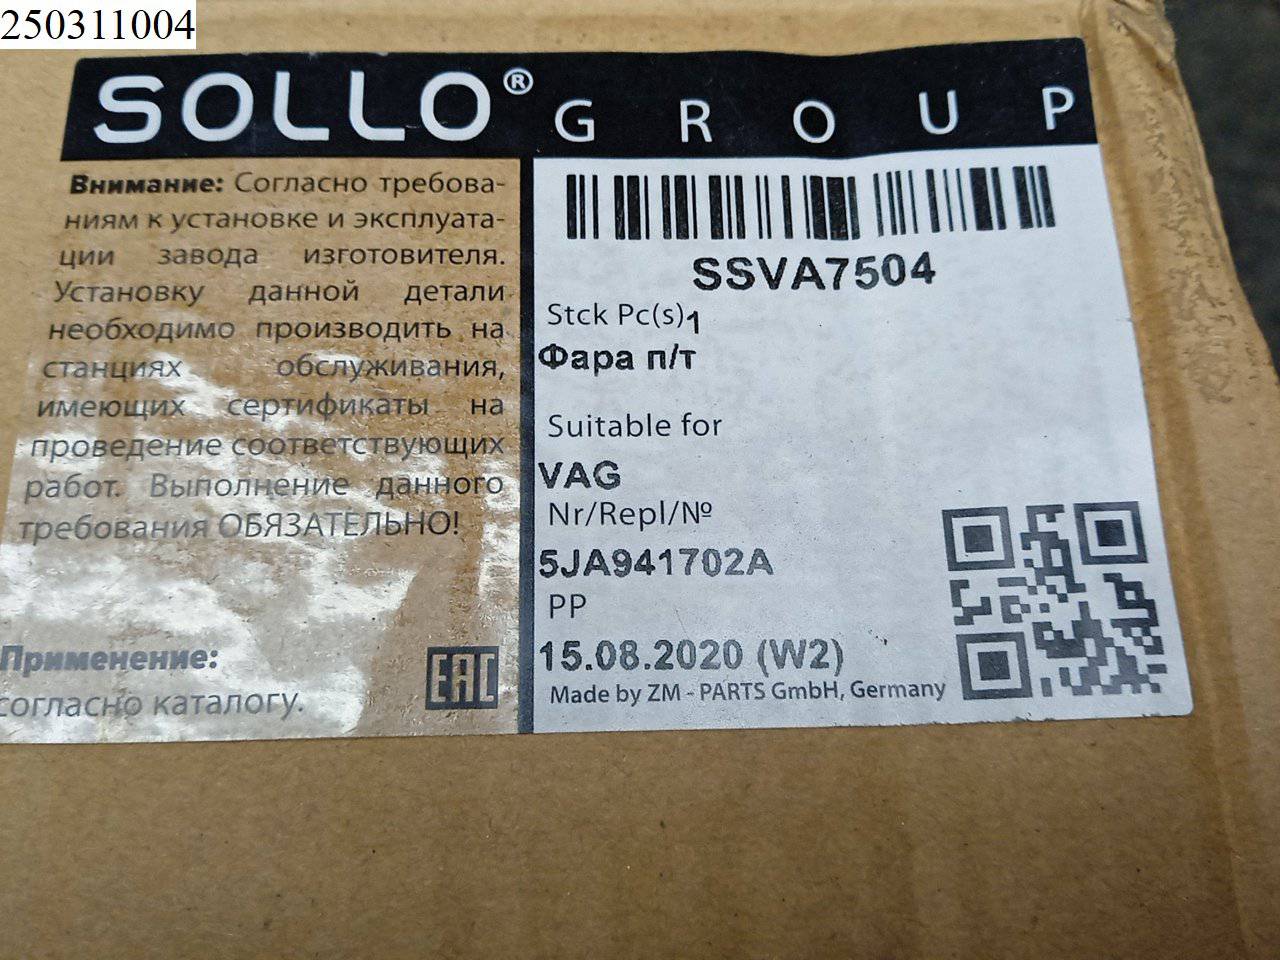 250311004
SOLLO® GROUP
Внимание: Согласно требова-
ниям к установке и эксплуата-
ции завода изготовителя.
Установку данной детали
необходимо производить на
станциях обслуживания,
имеющих сертификаты на
проведение соответствующих
работ. Выполнение данного
требования ОБЯЗАТЕЛЬНО!
Применение:
согласно каталогу.
EAC
SSVA7504
Stck Pc(s)1
Фара п/т
Suitable for
VAG
Nr/Repl/№
5JA941702A
PP
15.08.2020 (W2)
Made by ZM - PARTS GmbH, Germany